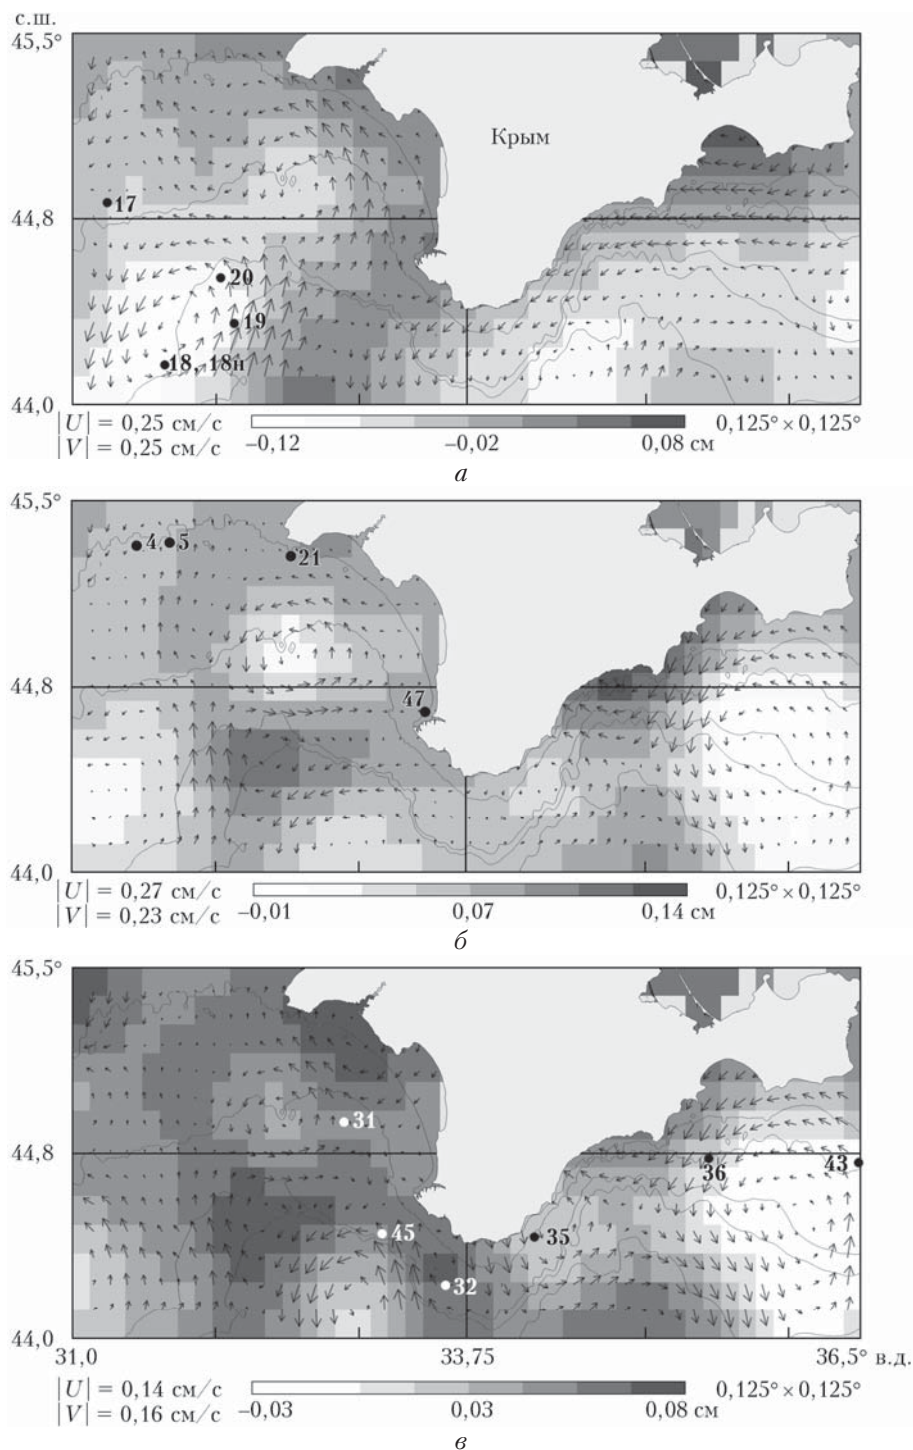 с.ш.
45,5°
Крым
17
44,8
20
19
18, 18н
44,0
|U| = 0,25 см/с
|V| = 0,25 см/с
−0,12 −0,02 0,08 см
0,125° × 0,125°
а
45,5°
4 5
21
44,8
47
44,0
|U| = 0,27 см/с
|V| = 0,23 см/с
−0,01 0,07 0,14 см
0,125° × 0,125°
б
45,5°
31
44,8
36
43
45
35
32
44,0
31,0 33,75 36,5° в.д.
|U| = 0,14 см/с
|V| = 0,16 см/с
−0,03 0,03 0,08 см
0,125° × 0,125°
в